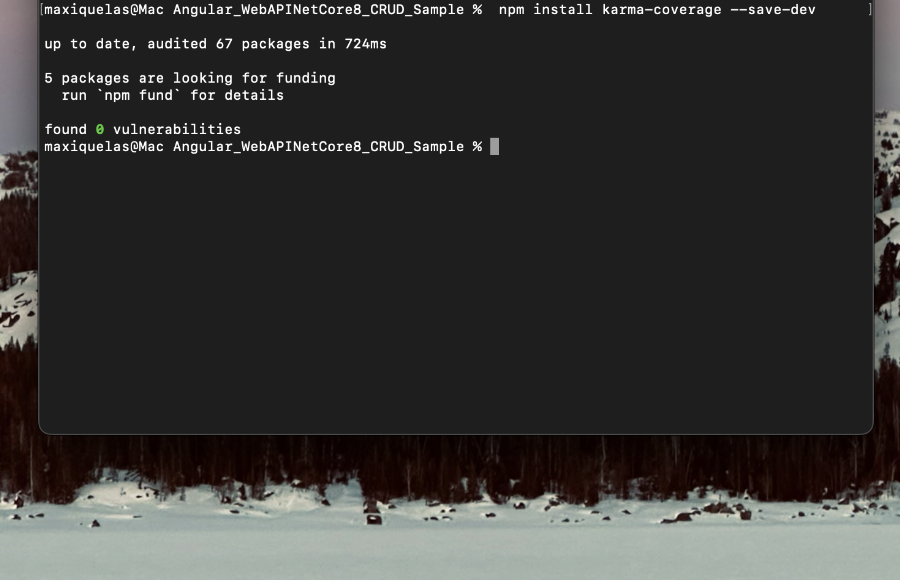 [maxiquelas@Mac Angular_WebAPINetCore8_CRUD_Sample %  npm install karma-coverage --save-dev      ]
up to date, audited 67 packages in 724ms
5 packages are looking for funding
  run `npm fund` for details
found 0 vulnerabilities
maxiquelas@Mac Angular_WebAPINetCore8_CRUD_Sample %